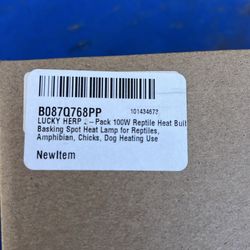 B087Q768PP
101434673
LUCKY HERP 2-Pack 100W Reptile Heat Bulb
Basking Spot Heat Lamp for Reptiles,
Amphibian, Chicks, Dog Heating Use
NewItem